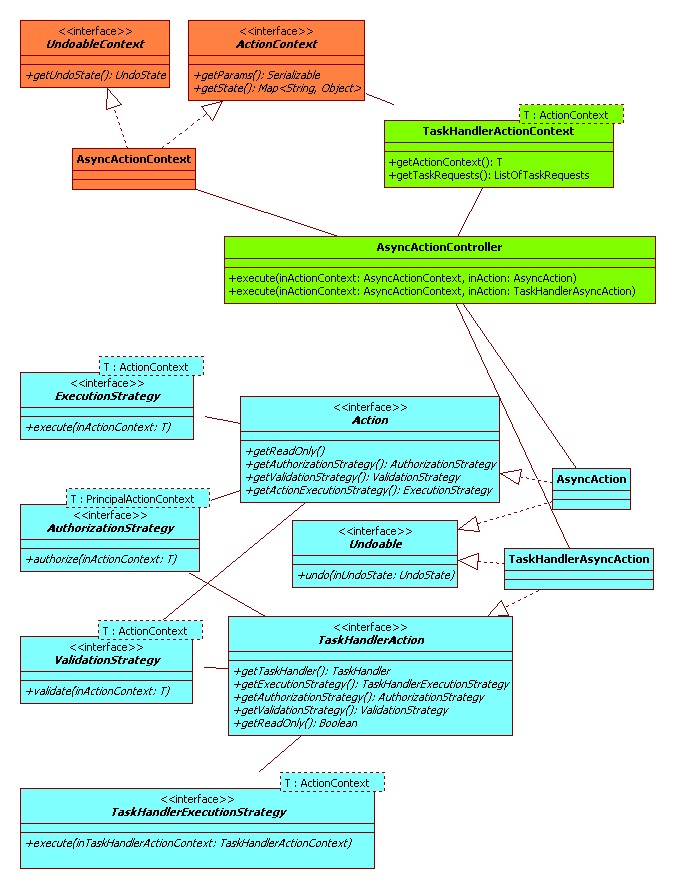 <<interface>>
UndoableContext
+getUndoState(): UndoState
<<interface>>
ActionContext
+getParams(): Serializable
+getState(): Map<String, Object>
T : ActionContext
TaskHandlerActionContext
+getActionContext(): T
+getTaskRequests(): ListOfTaskRequests
AsyncActionContext
AsyncActionController
+execute(inActionContext: AsyncActionContext, inAction: AsyncAction)
+execute(inActionContext: AsyncActionContext, inAction: TaskHandlerAsyncAction)
T : ActionContext
<<interface>>
ExecutionStrategy
+execute(inActionContext: T)
<<interface>>
Action
+getReadOnly()
+getAuthorizationStrategy(): AuthorizationStrategy
+getValidationStrategy(): ValidationStrategy
+getActionExecutionStrategy(): ExecutionStrategy
AsyncAction
T : PrincipalActionContext
<<interface>>
AuthorizationStrategy
+authorize(inActionContext: T)
<<interface>>
Undoable
+undo(inUndoState: UndoState)
TaskHandlerAsyncAction
T : ActionContext
<<interface>>
ValidationStrategy
+validate(inActionContext: T)
<<interface>>
TaskHandlerAction
+getTaskHandler(): TaskHandler
+getExecutionStrategy(): TaskHandlerExecutionStrategy
+getAuthorizationStrategy(): AuthorizationStrategy
+getValidationStrategy(): ValidationStrategy
+getReadOnly(): Boolean
T : ActionContext
<<interface>>
TaskHandlerExecutionStrategy
+execute(inTaskHandlerActionContext: TaskHandlerActionContext)